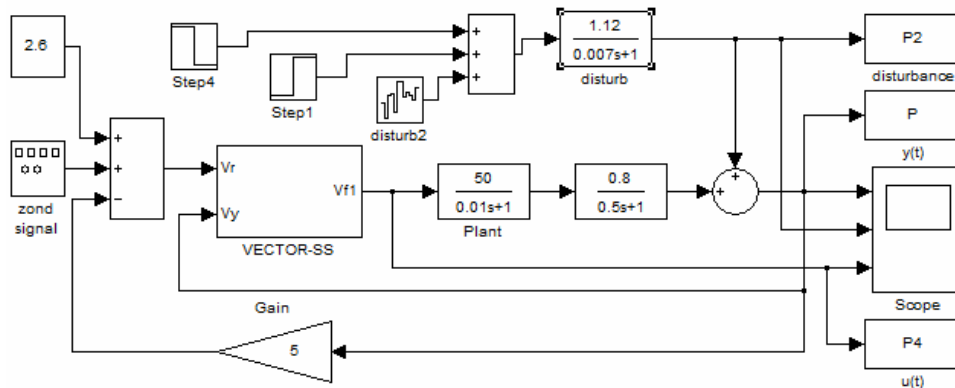 2.6
Step4
Step1
disturb2
+
+
+
1.12
0.007s+1
disturb
P2
disturbance
P
y(t)
zond
signal
+
+
−
Vr
Vy
Vf1
VECTOR-SS
50
0.01s+1
Plant
0.8
0.5s+1
+
+
Scope
Gain
5
P4
u(t)